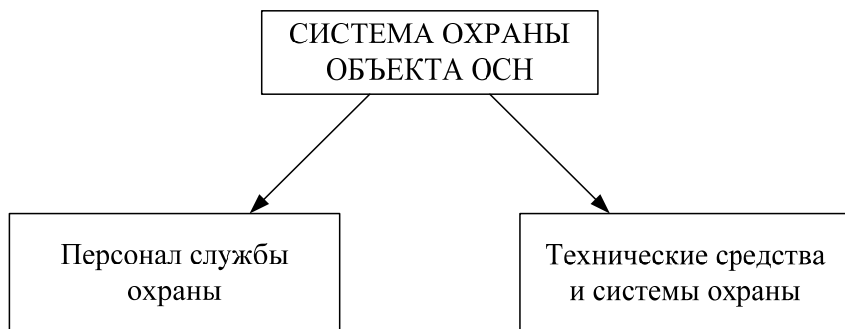 СИСТЕМА ОХРАНЫ
ОБЪЕКТА ОСН
Персонал службы
охраны
Технические средства
и системы охраны